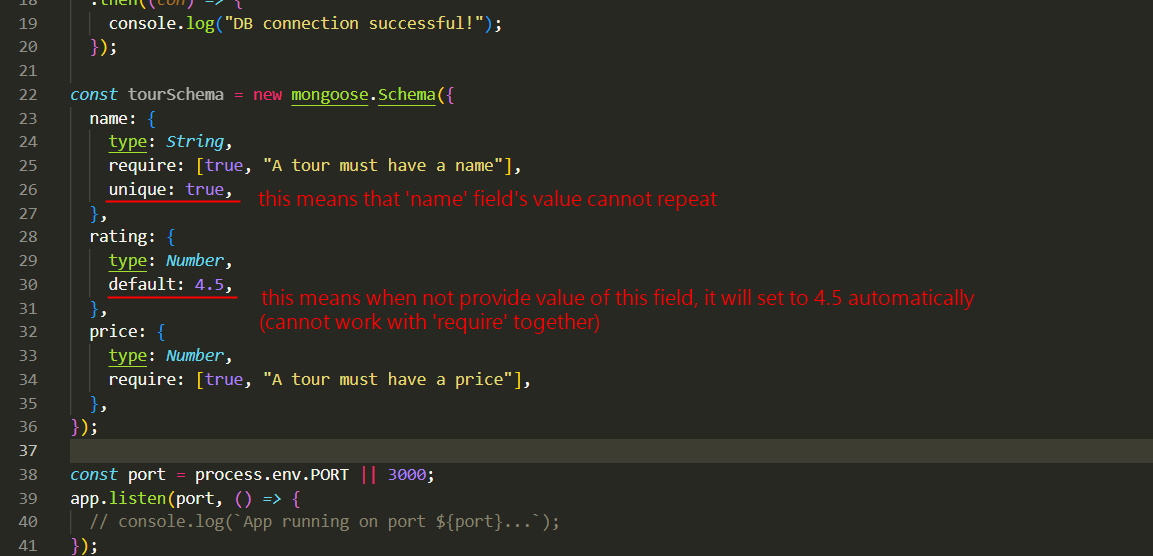 18 .then((con) => {
19 console.log("DB connection successful!");
20 });
21
22 const tourSchema = new mongoose.Schema({
23 name: {
24 type: String,
25 require: [true, "A tour must have a name"],
26 unique: true,
this means that 'name' field's value cannot repeat
27 },
28 rating: {
29 type: Number,
30 default: 4.5,
this means when not provide value of this field, it will set to 4.5 automatically
31 },
(cannot work with 'require' together)
32 price: {
33 type: Number,
34 require: [true, "A tour must have a price"],
35 },
36 });
37
38 const port = process.env.PORT || 3000;
39 app.listen(port, () => {
40 // console.log(`App running on port ${port}...`);
41 });